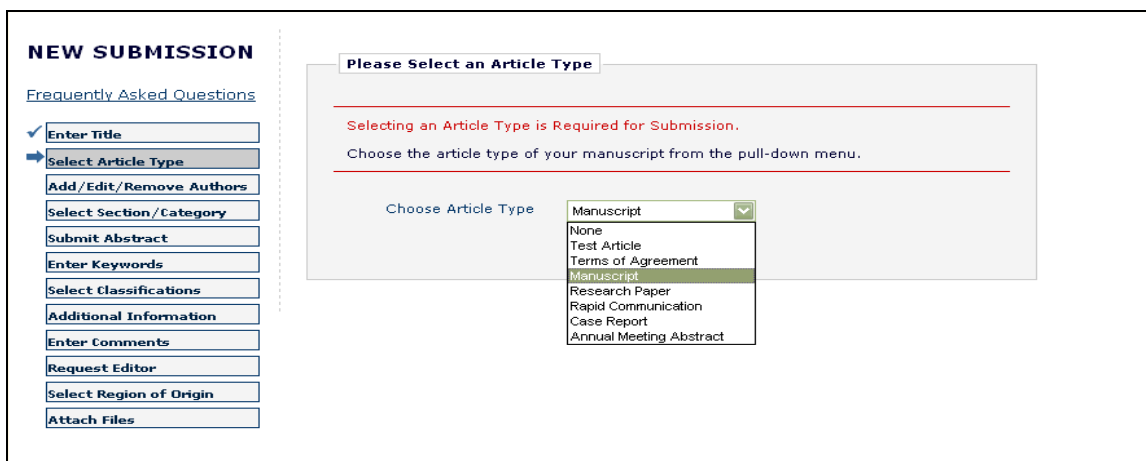 NEW SUBMISSION
Frequently Asked Questions
Enter Title
Select Article Type
Add/Edit/Remove Authors
Select Section/Category
Submit Abstract
Enter Keywords
Select Classifications
Additional Information
Enter Comments
Request Editor
Select Region of Origin
Attach Files
Please Select an Article Type
Selecting an Article Type is Required for Submission.
Choose the article type of your manuscript from the pull-down menu.
Choose Article Type
Manuscript
None
Test Article
Terms of Agreement
Manuscript
Research Paper
Rapid Communication
Case Report
Annual Meeting Abstract